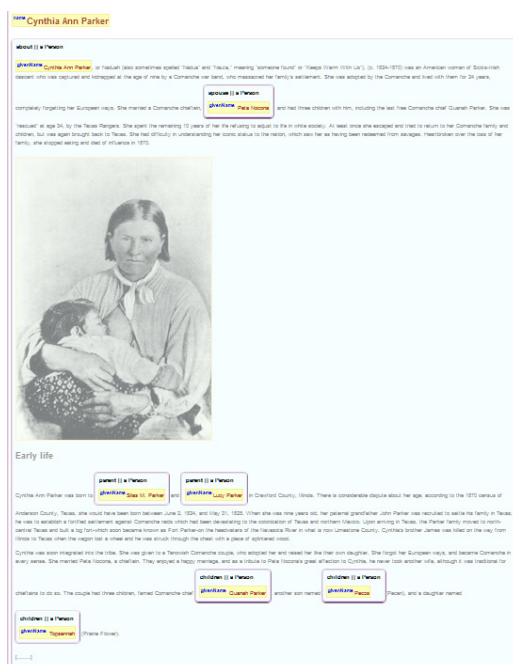 name Cynthia Ann Parker
about || a Person
givenName Cynthia Ann Parker, or Naduah (also sometimes spelled "Nadua" and "Nauta," meaning "someone found" or "Keeps Warm With Us"), (c. 1824-1870) was an American woman of Scots-Irish
descent who was captured and kidnapped at the age of nine by a Comanche war band, who massacred her family's settlement. She was adopted by the Comanche and lived with them for 24 years,
spouse || a Person
completely forgetting her European ways. She married a Comanche chieftain, givenName Peta Nocona and had three children with him, including the last free Comanche chief Quanah Parker. She was
"rescued" at age 34, by the Texas Rangers. She spent the remaining 10 years of her life refusing to adjust to life in white society. At least once she escaped and tried to return to her Comanche family and
children, but was again brought back to Texas. She had difficulty in understanding her iconic status to the nation, which saw her as having been redeemed from savages. Heartbroken over the loss of her
family, she stopped eating and died of influenza in 1870.
Early life
parent || a Person parent || a Person
Cynthia Ann Parker was born to givenName Silas M. Parker and givenName Lucy Parker in Crawford County, Illinois. There is considerable dispute about her age, according to the 1870 census of
Anderson County, Texas, she would have been born between June 2, 1824, and May 31, 1825. When she was nine years old, her paternal grandfather John Parker was recruited to settle his family in Texas;
he was to establish a fortified settlement against Comanche raids which had been devastating to the colonization of Texas and northern Mexico. Upon arriving in Texas, the Parker family moved to north-
central Texas and built a log fort-which soon became known as Fort Parker-on the headwaters of the Navasota River in what is now Limestone County. Cynthia's brother James was killed on the way from
Illinois to Texas when the wagon lost a wheel and he was struck through the chest with a piece of splintered wood.
Cynthia was soon integrated into the tribe. She was given to a Tenowish Comanche couple, who adopted her and raised her like their own daughter. She forgot her European ways, and became Comanche in
every sense. She married Peta Nocona, a chieftain. They enjoyed a happy marriage, and as a tribute to Peta Nocona's great affection to Cynthia, he never took another wife, although it was traditional for
children || a Person children || a Person
chieftains to do so. The couple had three children, famed Comanche chief givenName Quanah Parker another son named givenName Pecos (Pecan), and a daughter named
children || a Person
givenName Topsannah (Prairie Flower).
[......]